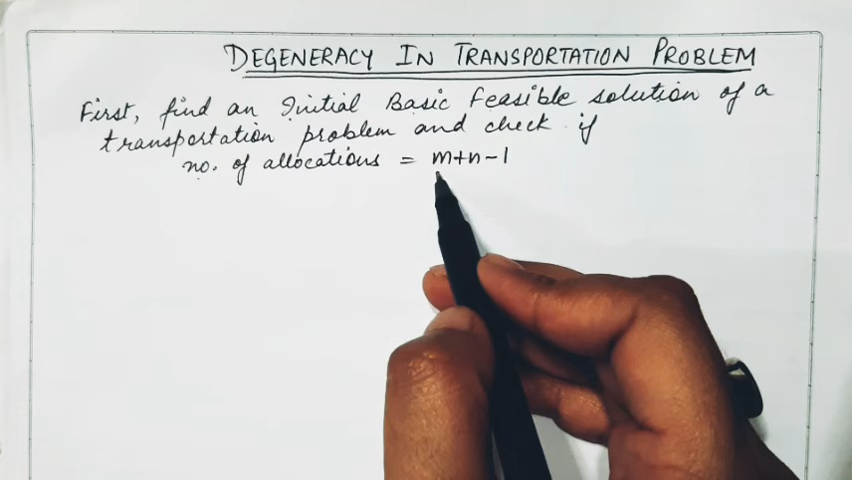 DEGENERACY IN TRANSPORTATION PROBLEM
First, find an Initial Basic Feasible solution of a
transportation problem and check if
no. of allocations = m+n-1